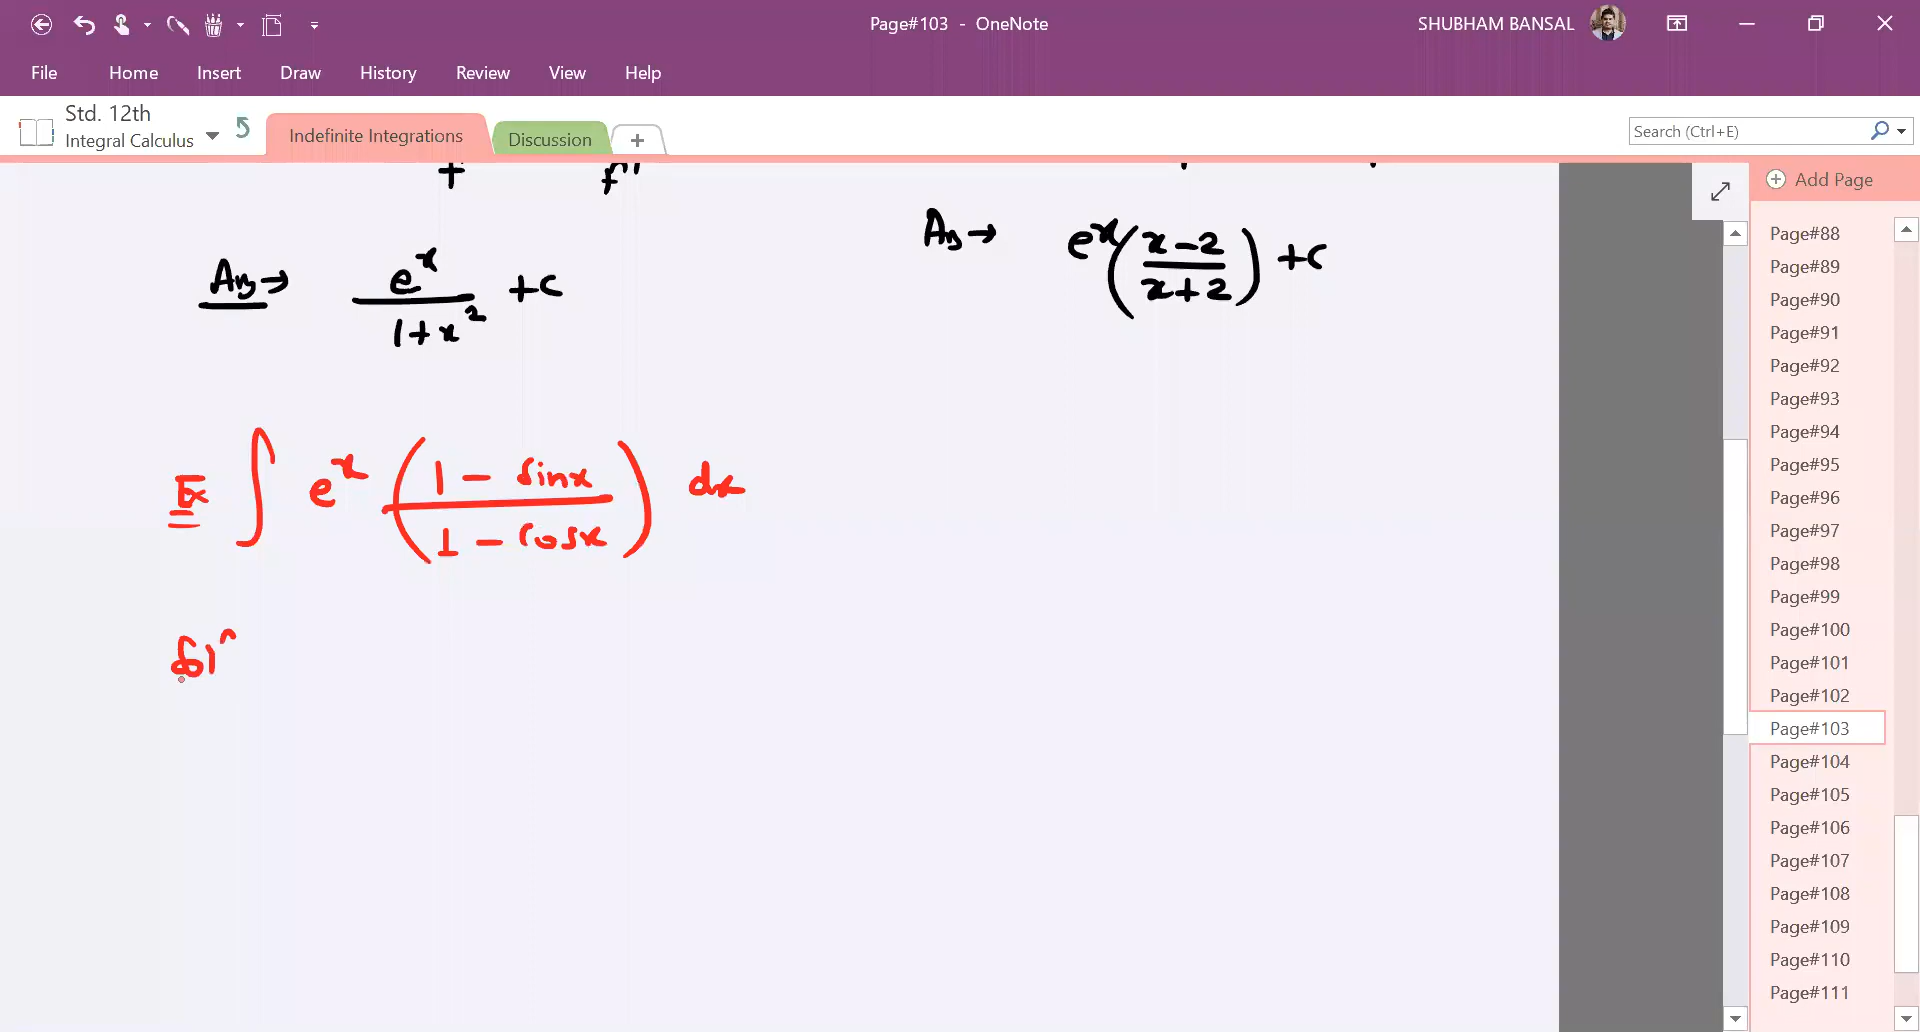 Page#103 - OneNote
SHUBHAM BANSAL
File Home Insert Draw History Review View Help
Std. 12th
Integral Calculus
Indefinite Integrations
Discussion
+
Search (Ctrl+E)
Add Page
Page#88
Page#89
Page#90
Page#91
Page#92
Page#93
Page#94
Page#95
Page#96
Page#97
Page#98
Page#99
Page#100
Page#101
Page#102
Page#103
Page#104
Page#105
Page#106
Page#107
Page#108
Page#109
Page#110
Page#111
Ans → e^x / (1+x^2) + c
Ans → e^x ((x-2)/(x+2)) + c
Ex ∫ e^x ((1 - sinx)/(1 - cosx)) dx
Sol^n